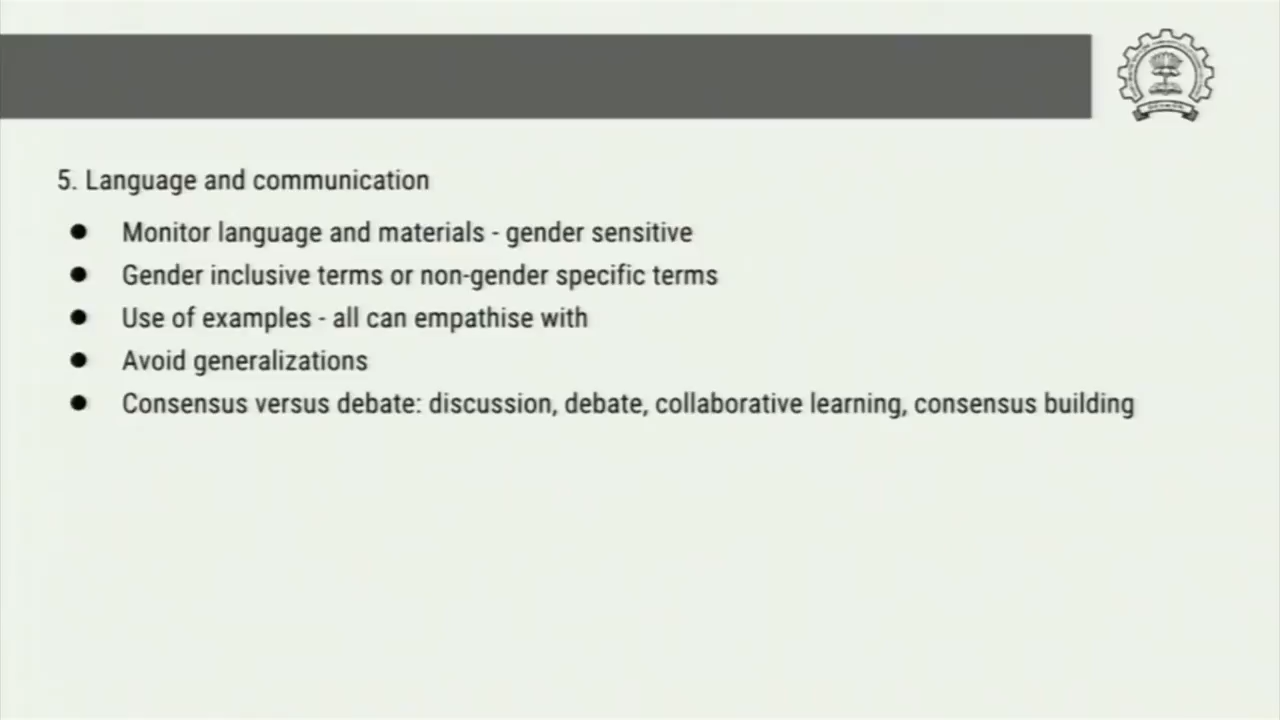 5. Language and communication
● Monitor language and materials - gender sensitive
● Gender inclusive terms or non-gender specific terms
● Use of examples - all can empathise with
● Avoid generalizations
● Consensus versus debate: discussion, debate, collaborative learning, consensus building